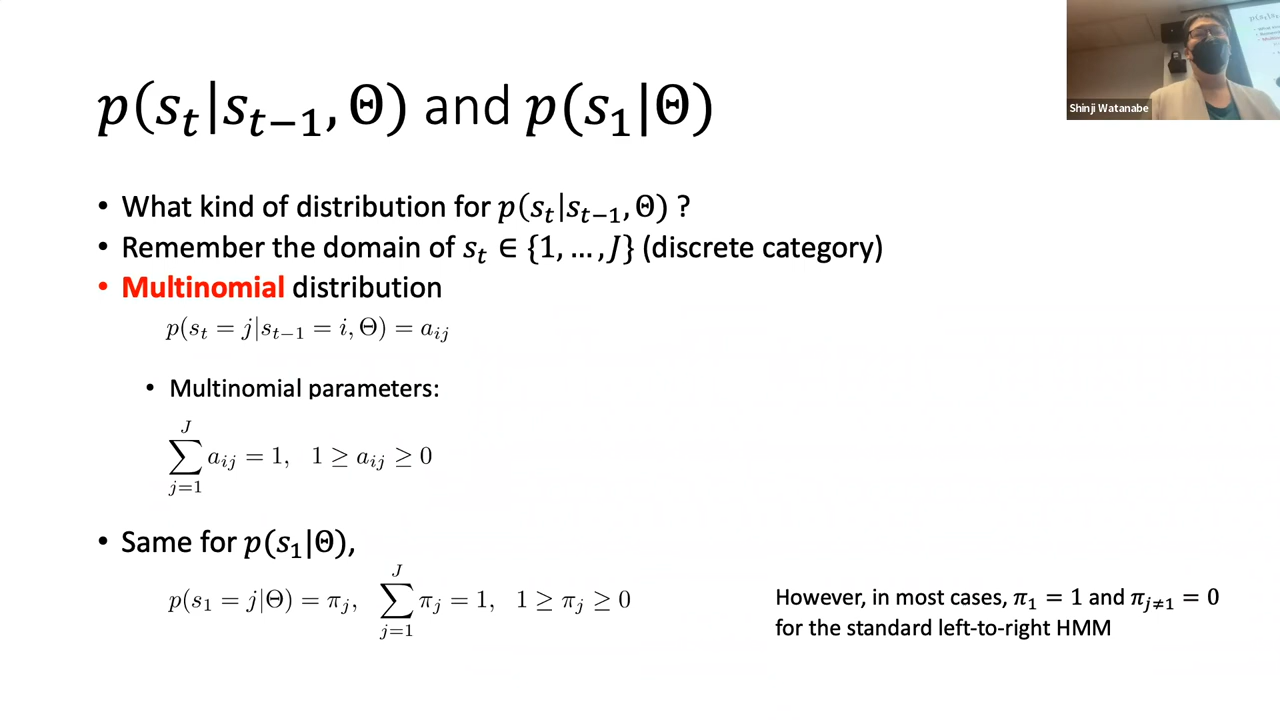 p(s_t|s_{t−1}, Θ) and p(s_1|Θ)
Shinji Watanabe
• What kind of distribution for p(s_t|s_{t−1}, Θ) ?
• Remember the domain of s_t ∈ {1, … , J} (discrete category)
• Multinomial distribution
p(s_t = j|s_{t−1} = i, Θ) = a_{ij}
• Multinomial parameters:
∑_{j=1}^{J} a_{ij} = 1, 1 ≥ a_{ij} ≥ 0
• Same for p(s_1|Θ),
p(s_1 = j|Θ) = π_j, ∑_{j=1}^{J} π_j = 1, 1 ≥ π_j ≥ 0
However, in most cases, π_1 = 1 and π_{j≠1} = 0
for the standard left-to-right HMM